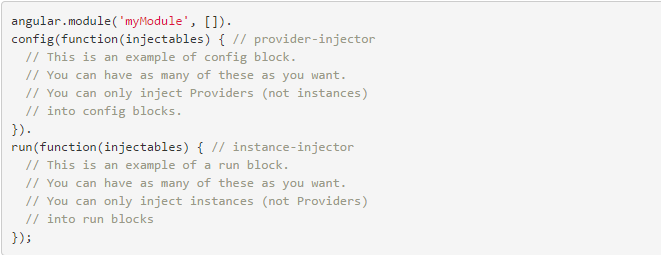 angular.module('myModule', []).
config(function(injectables) { // provider-injector
  // This is an example of config block.
  // You can have as many of these as you want.
  // You can only inject Providers (not instances)
  // into config blocks.
}).
run(function(injectables) { // instance-injector
  // This is an example of a run block.
  // You can have as many of these as you want.
  // You can only inject instances (not Providers)
  // into run blocks
});